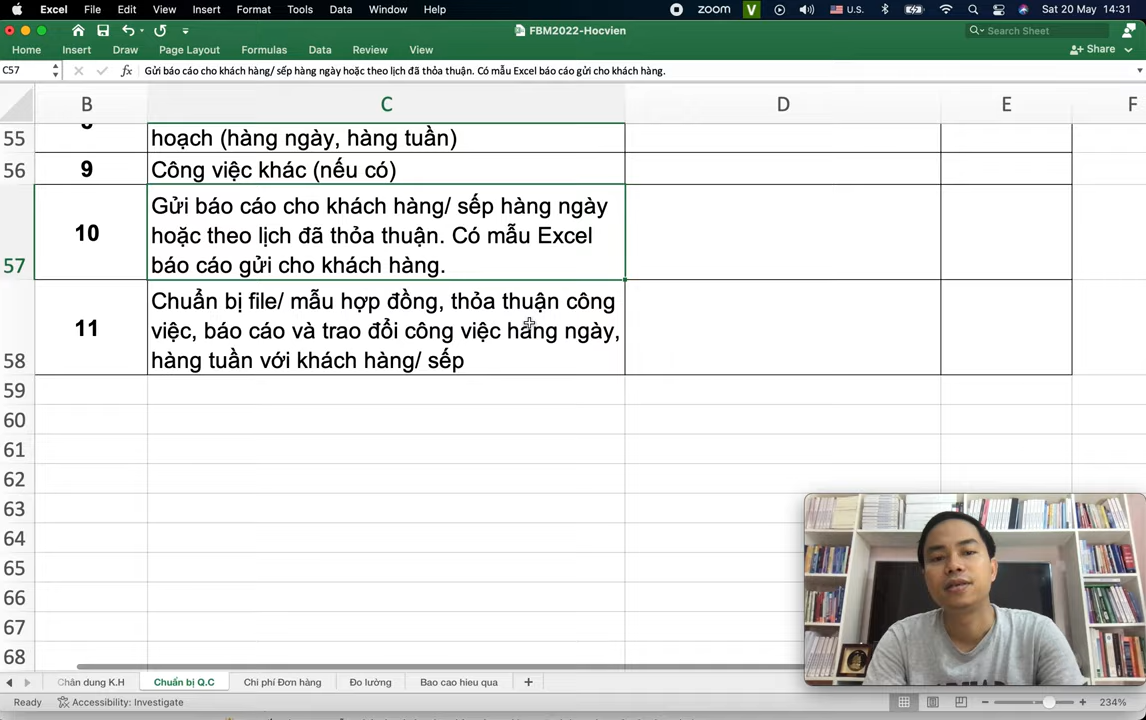 Excel File Edit View Insert Format Tools Data Window Help zoom V U.S. Sat 20 May 14:31
FBM2022-Hocvien
Search Sheet
Home Insert Draw Page Layout Formulas Data Review View Share
C57 fx Gửi báo cáo cho khách hàng/ sếp hàng ngày hoặc theo lịch đã thỏa thuận. Có mẫu Excel báo cáo gửi cho khách hàng.
B C D E F
55 hoạch (hàng ngày, hàng tuần)
56 9 Công việc khác (nếu có)
Gửi báo cáo cho khách hàng/ sếp hàng ngày
10 hoặc theo lịch đã thỏa thuận. Có mẫu Excel
57 báo cáo gửi cho khách hàng.
Chuẩn bị file/ mẫu hợp đồng, thỏa thuận công
11 việc, báo cáo và trao đổi công việc hàng ngày,
58 hàng tuần với khách hàng/ sếp
59
60
61
62
63
64
65
66
67
68
Chân dung K.H Chuẩn bị Q.C Chi phí Đơn hàng Đo lường Bao cao hieu qua
Ready Accessibility: Investigate 234%